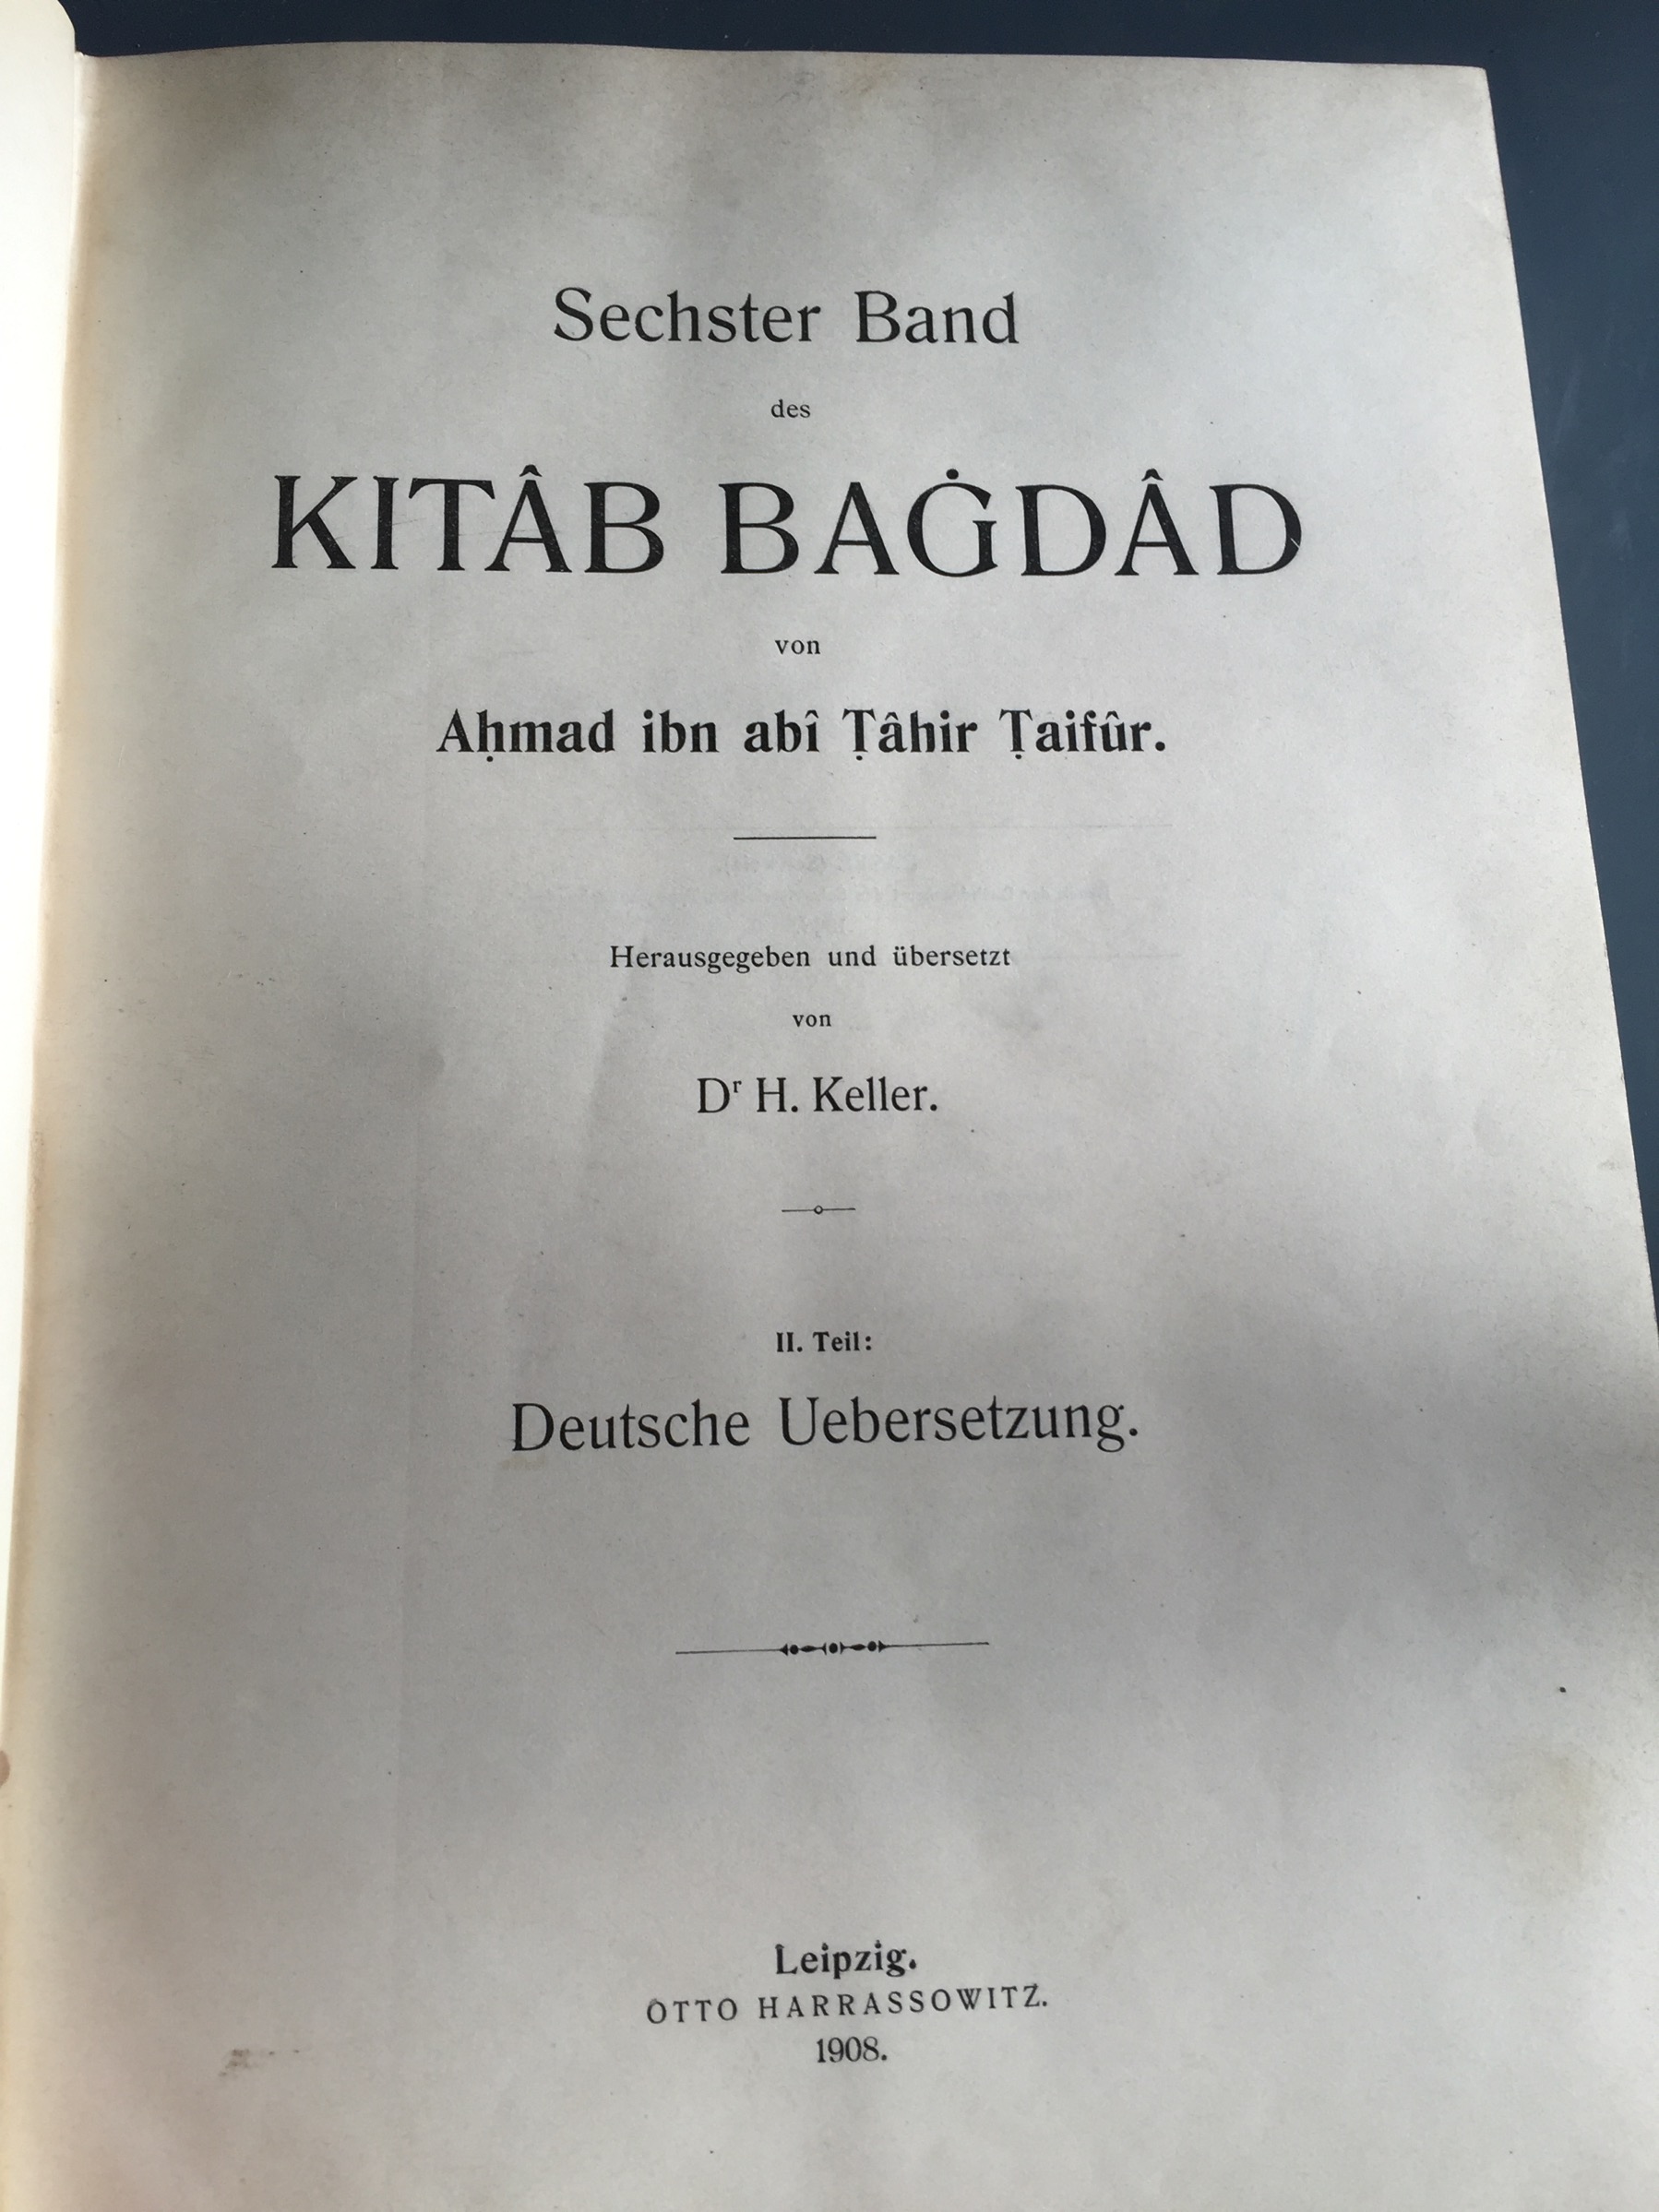 Sechster Band
des
KITÂB BAĠDÂD
von
Aḥmad ibn abî Ṭâhir Ṭaifûr.
Herausgegeben und übersetzt
von
Dr H. Keller.
II. Teil:
Deutsche Uebersetzung.
Leipzig.
OTTO HARRASSOWITZ.
1908.